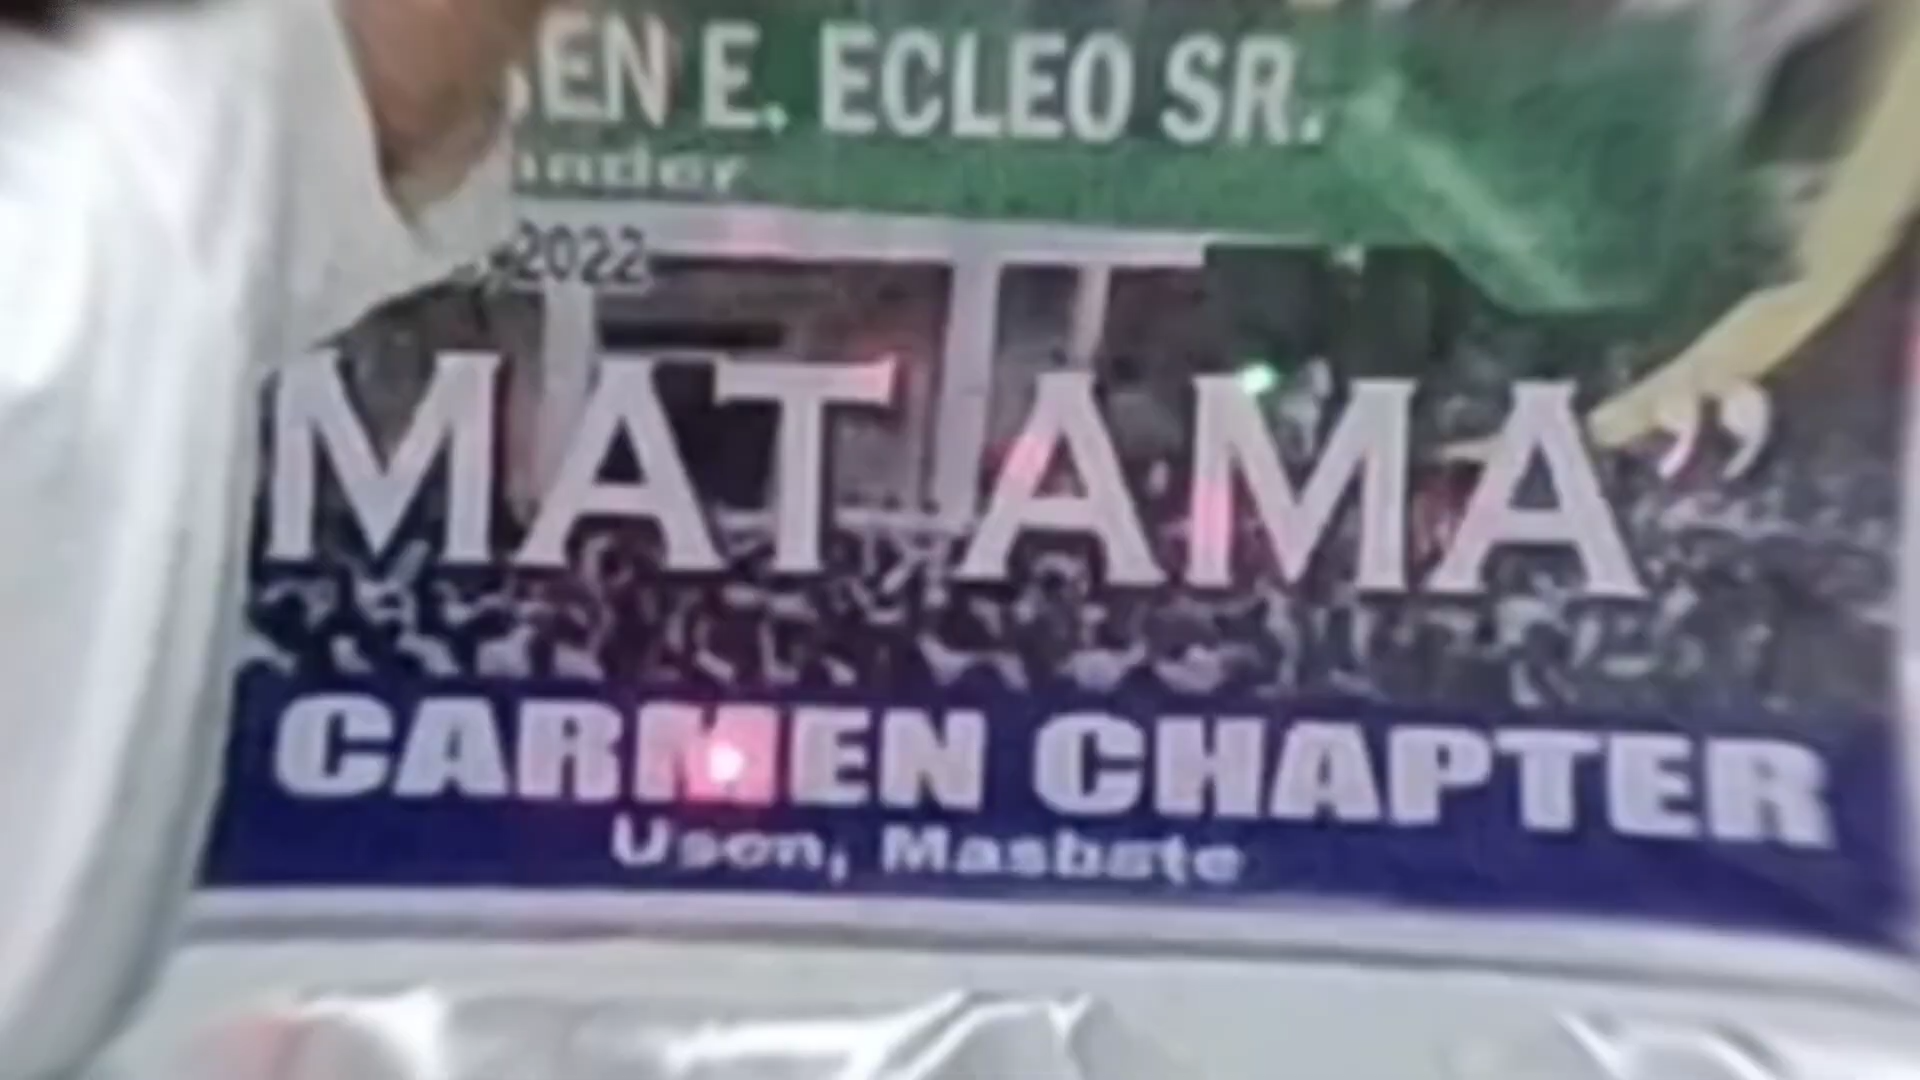 EN E. ECLEO SR.
2022
MAT AMA”
CARMEN CHAPTER
Uson, Masbate